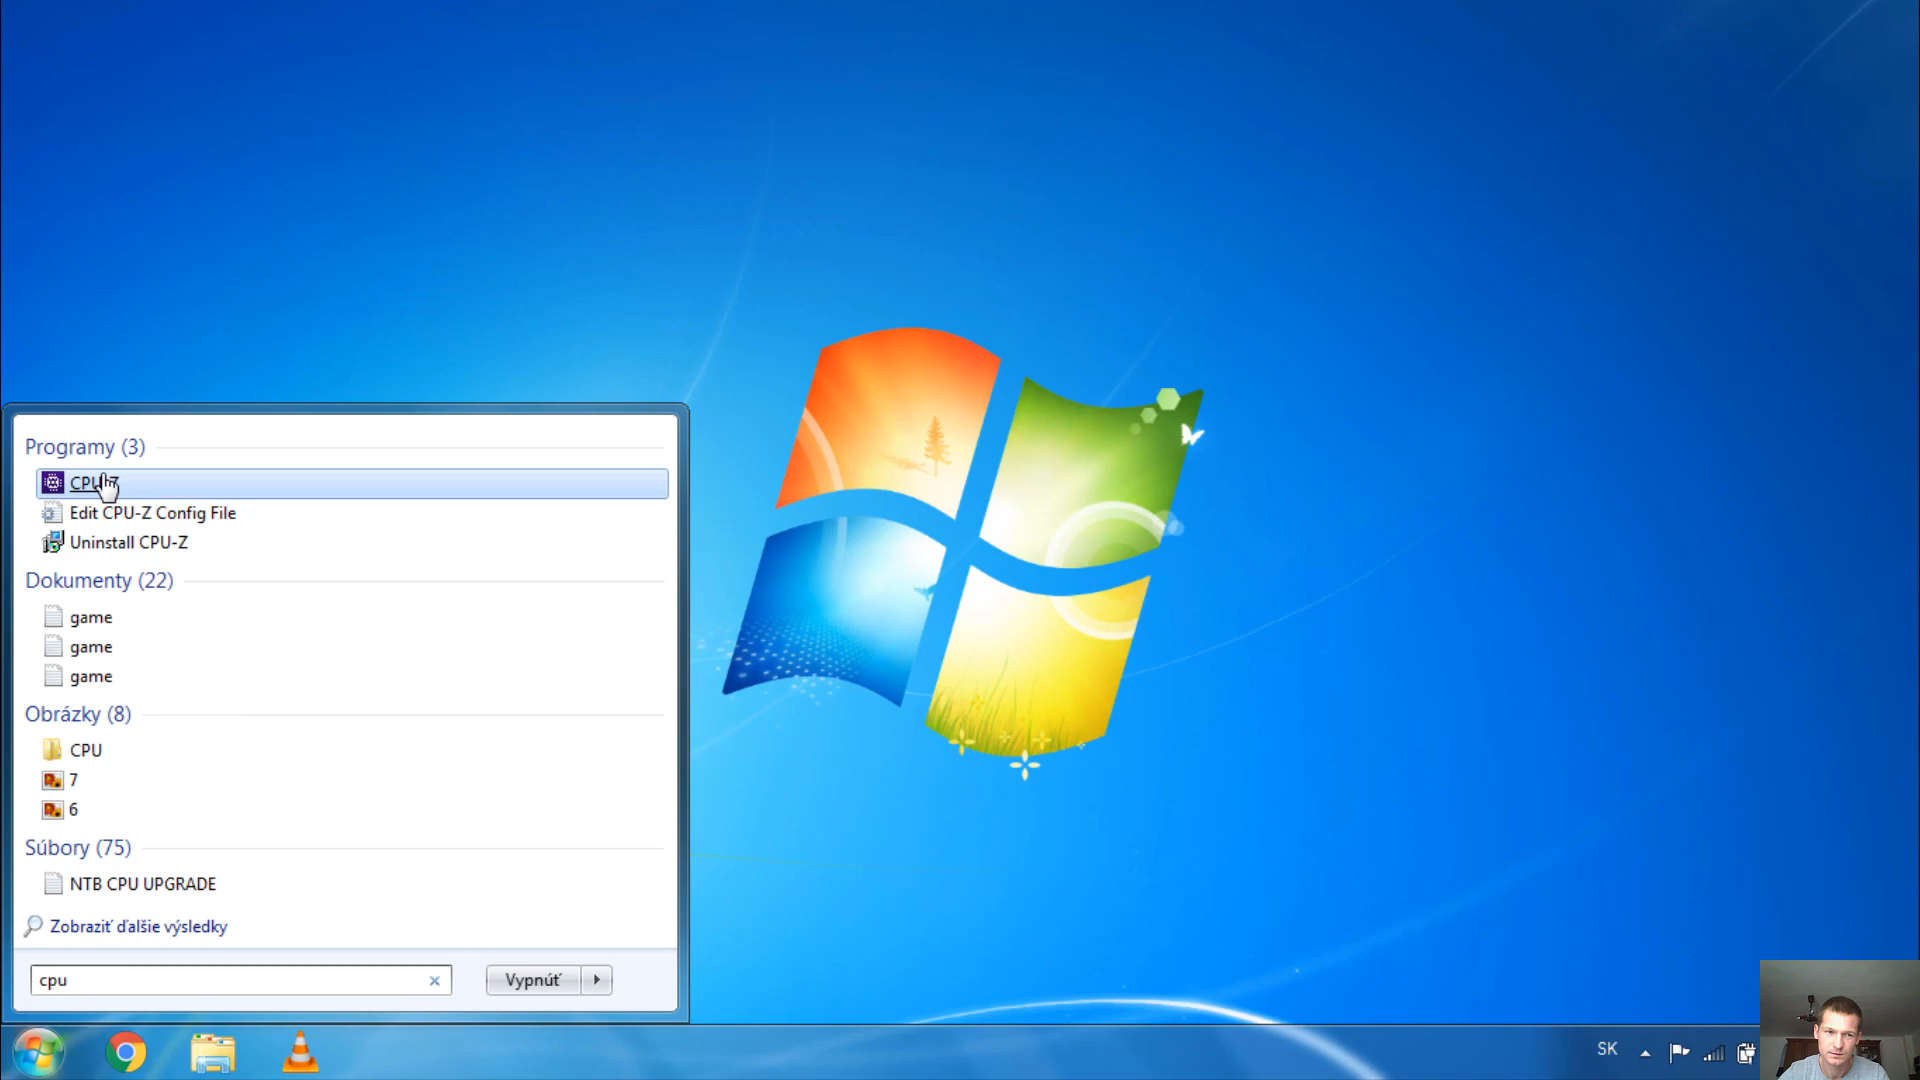 Programy (3)
CPU-Z
Edit CPU-Z Config File
Uninstall CPU-Z
Dokumenty (22)
game
game
game
Obrázky (8)
CPU
7
6
Súbory (75)
NTB CPU UPGRADE
Zobraziť ďalšie výsledky
cpu
Vypnúť
SK